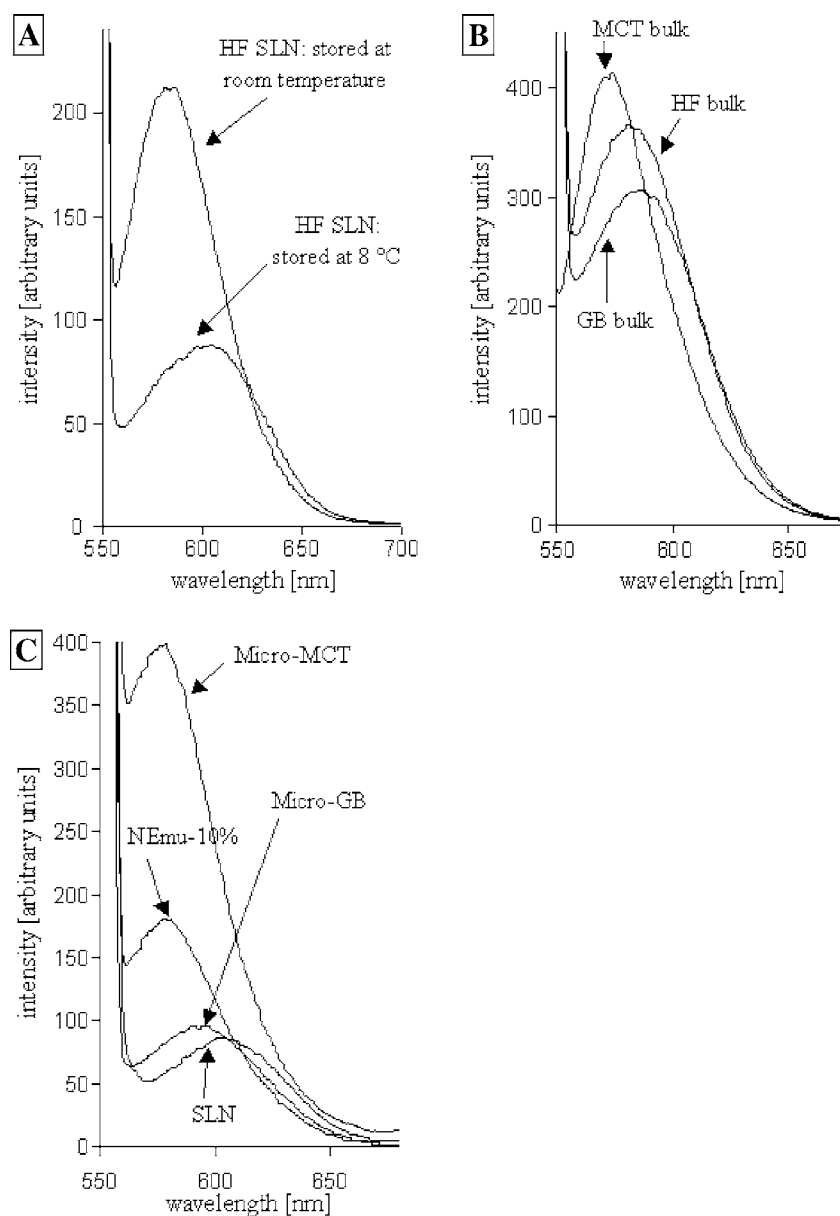 A
HF SLN: stored at
room temperature
HF SLN:
stored at 8 °C
intensity [arbitrary units]
200
150
100
50
0
550
600
650
700
wavelength [nm]
B
MCT bulk
HF bulk
GB bulk
intensity [arbitrary units]
400
300
200
100
0
550
600
650
wavelength [nm]
C
Micro-MCT
Micro-GB
NEmu-10%
SLN
intensity [arbitrary units]
400
350
300
250
200
150
100
50
0
550
600
650
wavelength [nm]